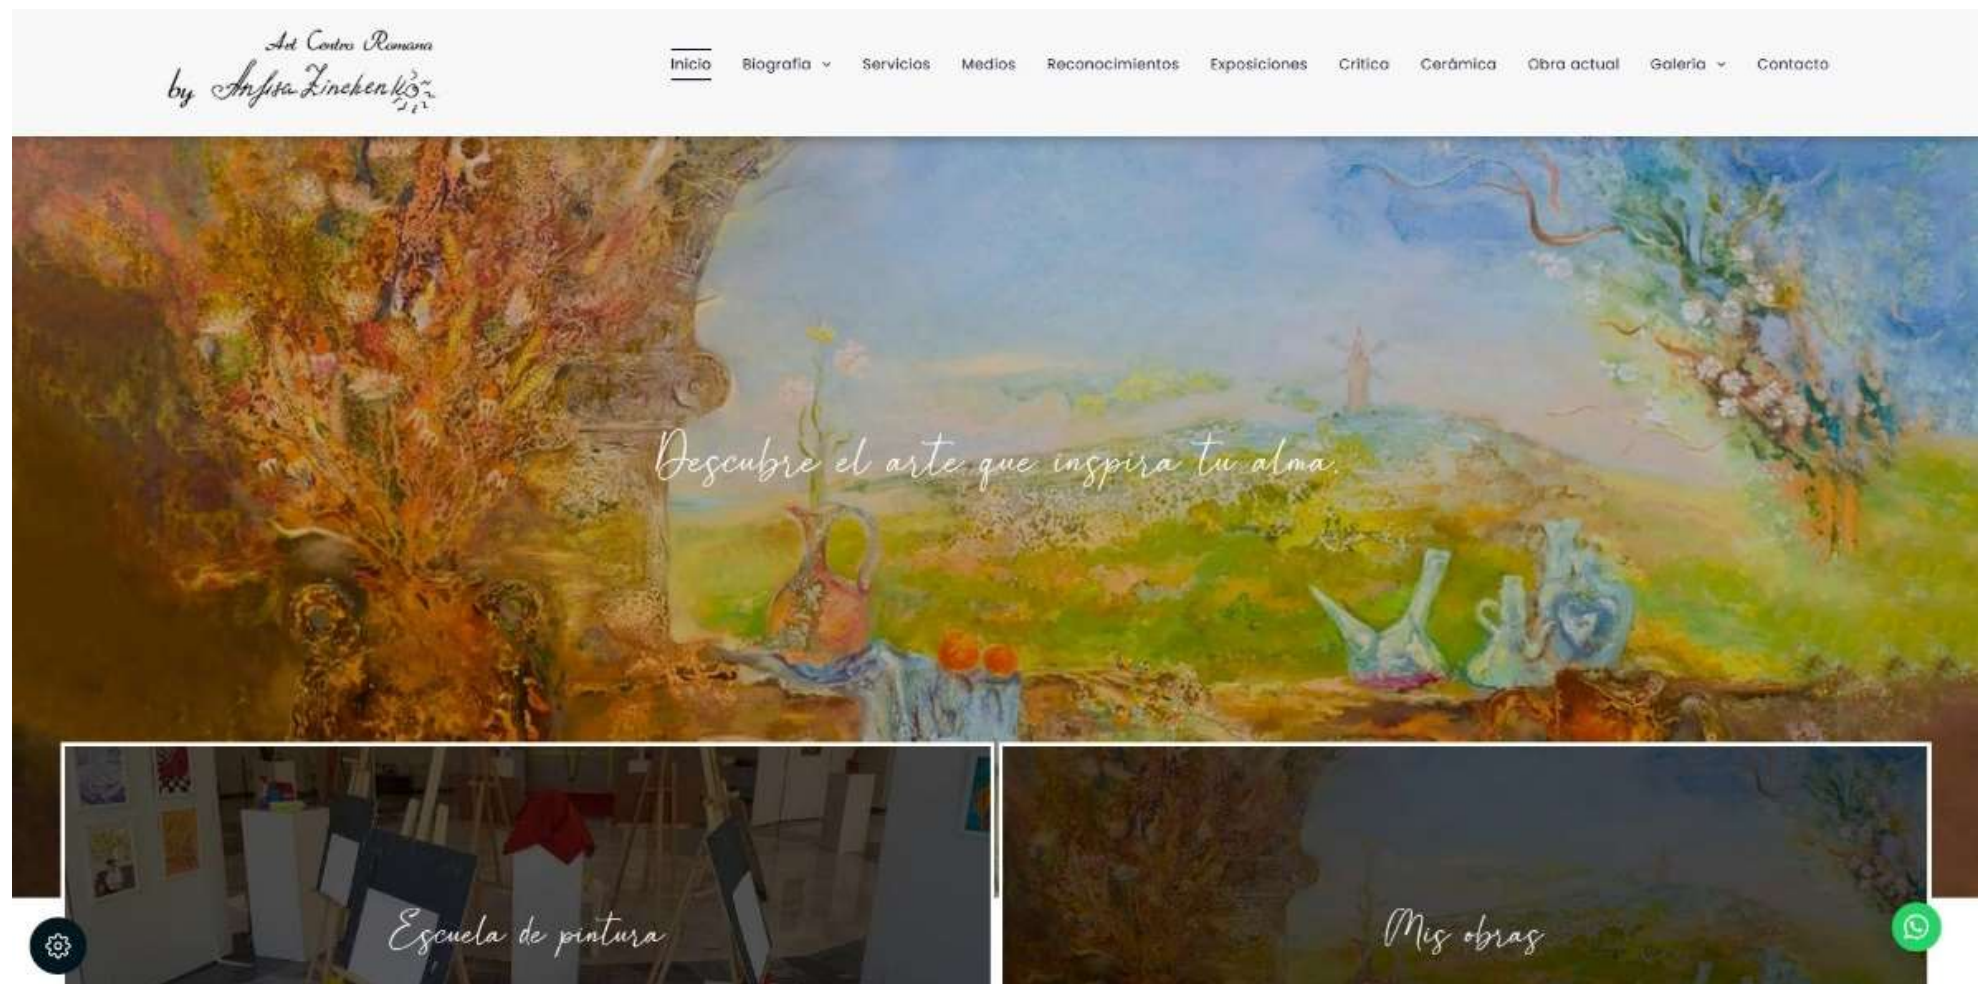 Art Centro Romana
by Anfisa Zinchenko
Inicio Biografía Servicios Medios Reconocimientos Exposiciones Crítica Cerámica Obra actual Galería Contacto
Descubre el arte que inspira tu alma.
Escuela de pintura
Mis obras